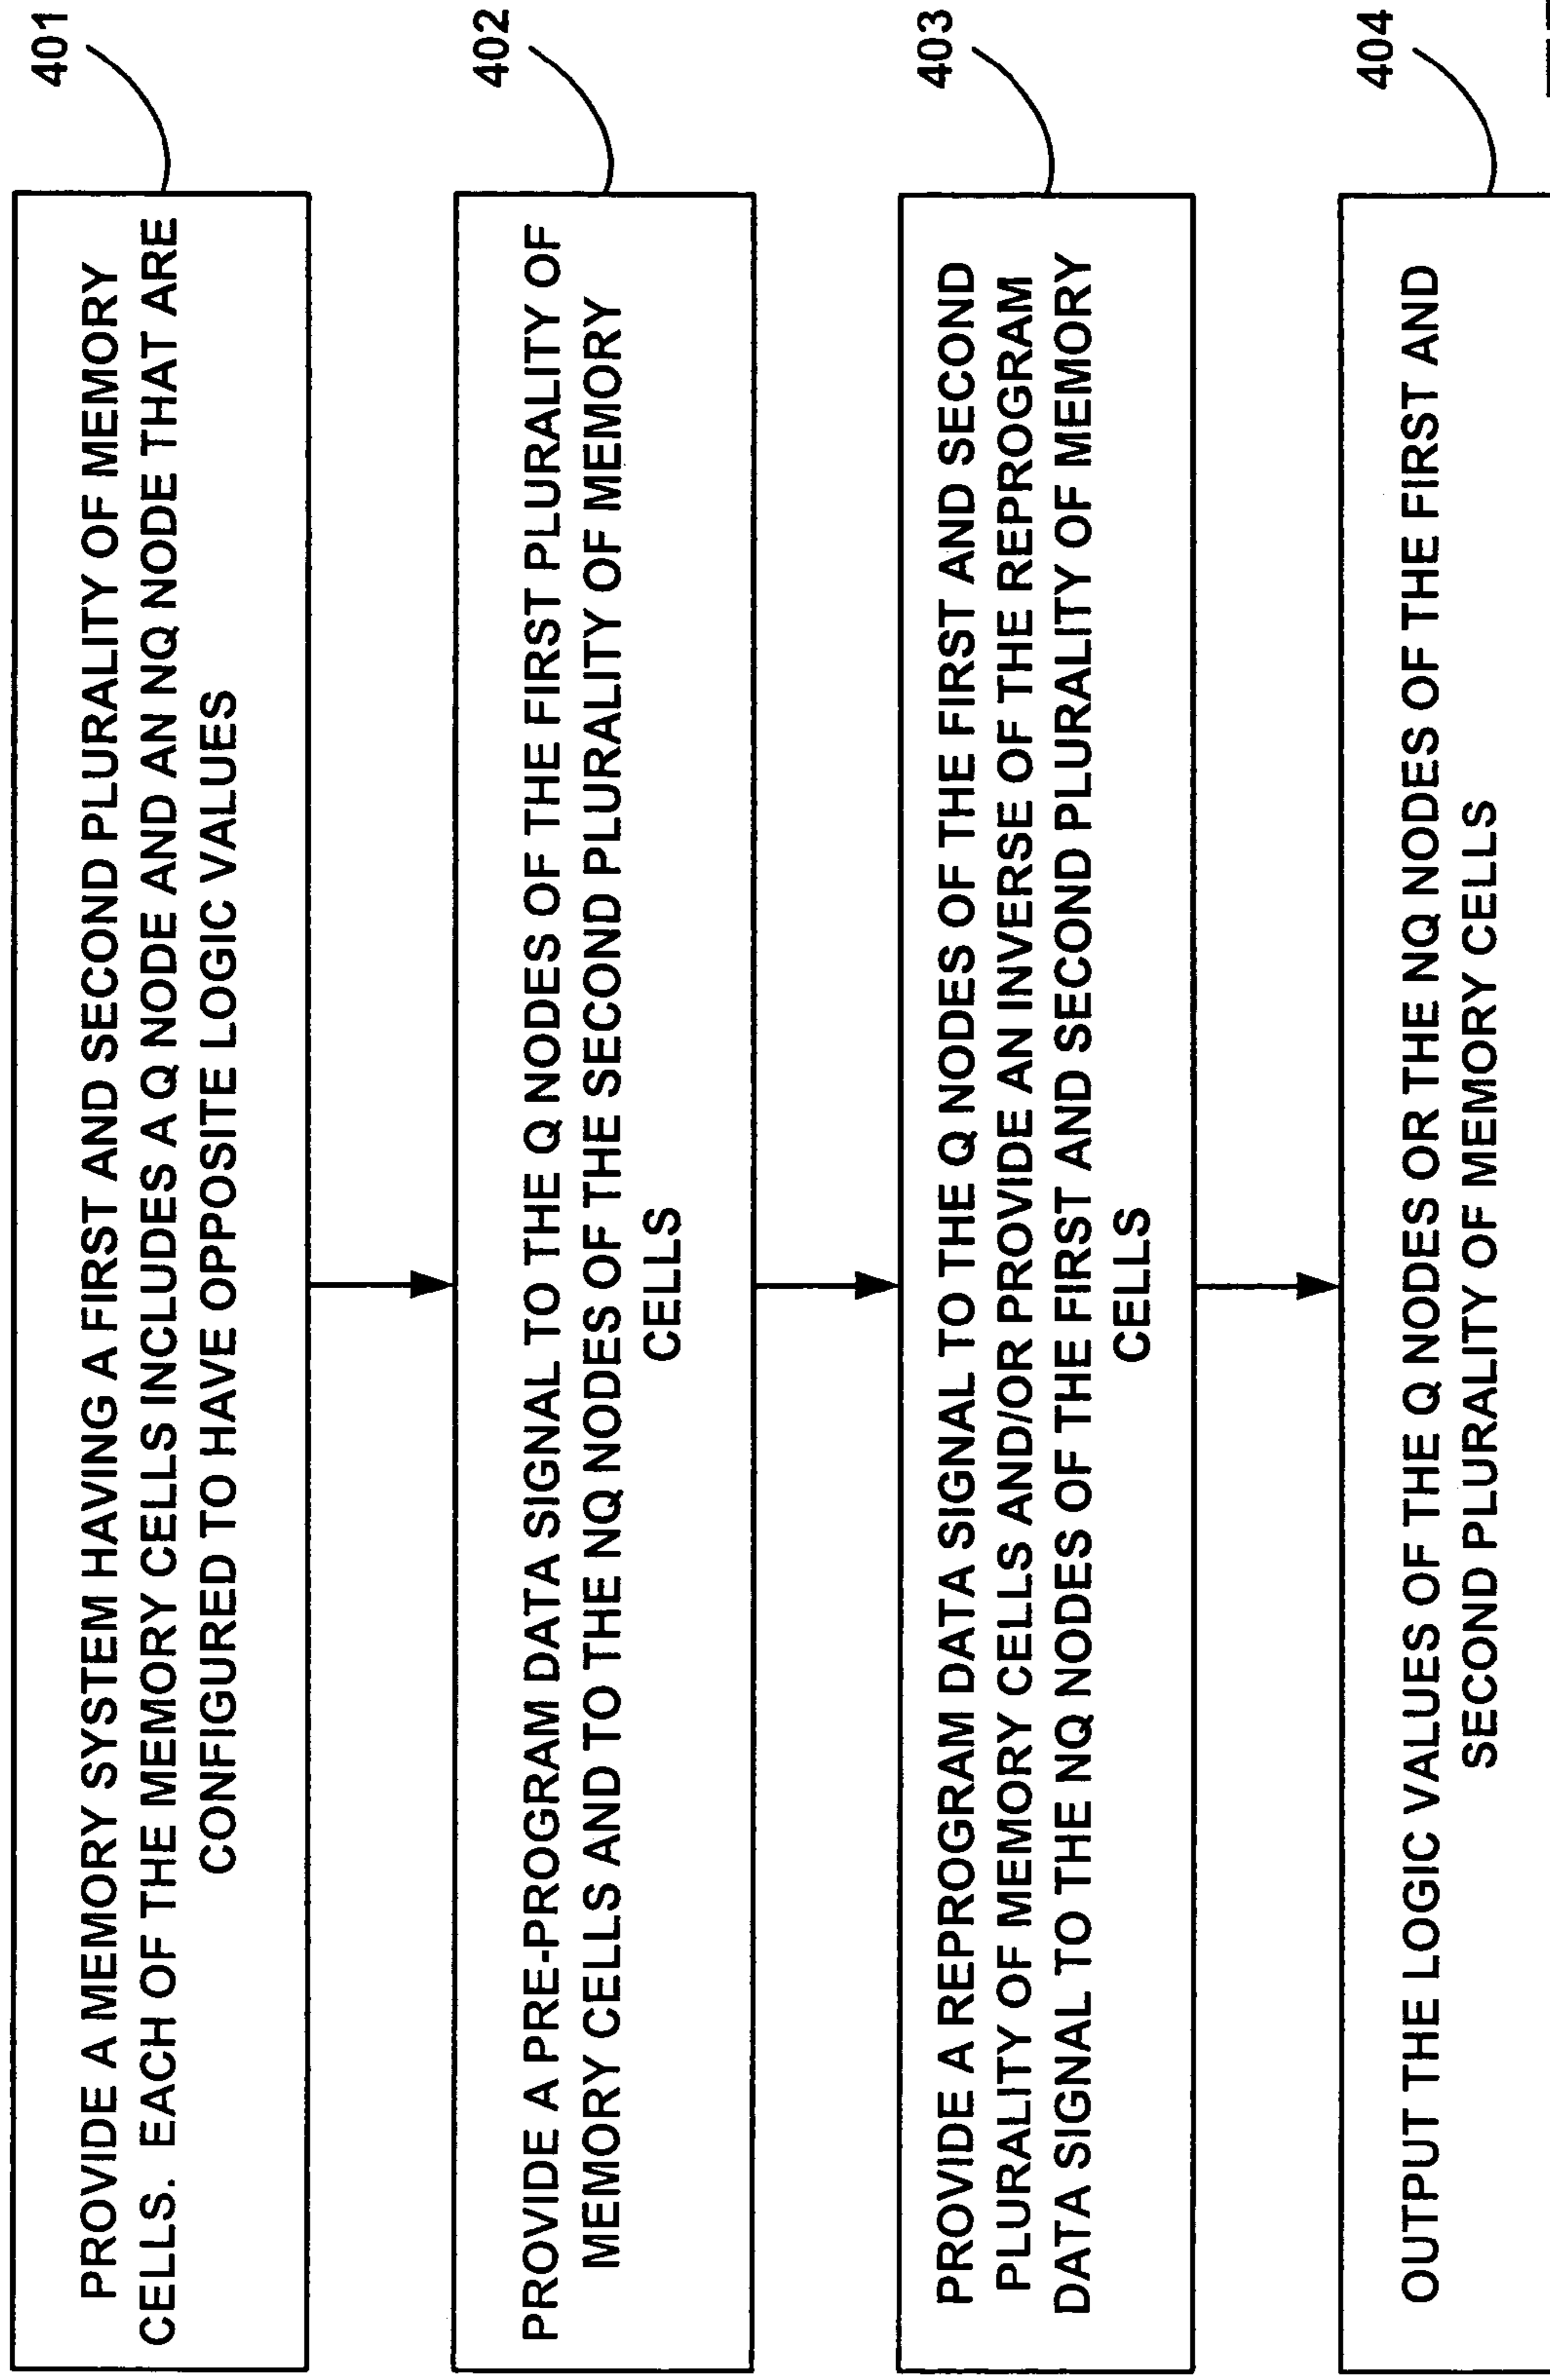 401
PROVIDE A MEMORY SYSTEM HAVING A FIRST AND SECOND PLURALITY OF MEMORY
CELLS. EACH OF THE MEMORY CELLS INCLUDES A Q NODE AND AN NQ NODE THAT ARE
CONFIGURED TO HAVE OPPOSITE LOGIC VALUES
402
PROVIDE A PRE-PROGRAM DATA SIGNAL TO THE Q NODES OF THE FIRST PLURALITY OF
MEMORY CELLS AND TO THE NQ NODES OF THE SECOND PLURALITY OF MEMORY
CELLS
403
PROVIDE A REPROGRAM DATA SIGNAL TO THE Q NODES OF THE FIRST AND SECOND
PLURALITY OF MEMORY CELLS AND/OR PROVIDE AN INVERSE OF THE REPROGRAM
DATA SIGNAL TO THE NQ NODES OF THE FIRST AND SECOND PLURALITY OF MEMORY
CELLS
404
OUTPUT THE LOGIC VALUES OF THE Q NODES OR THE NQ NODES OF THE FIRST AND
SECOND PLURALITY OF MEMORY CELLS